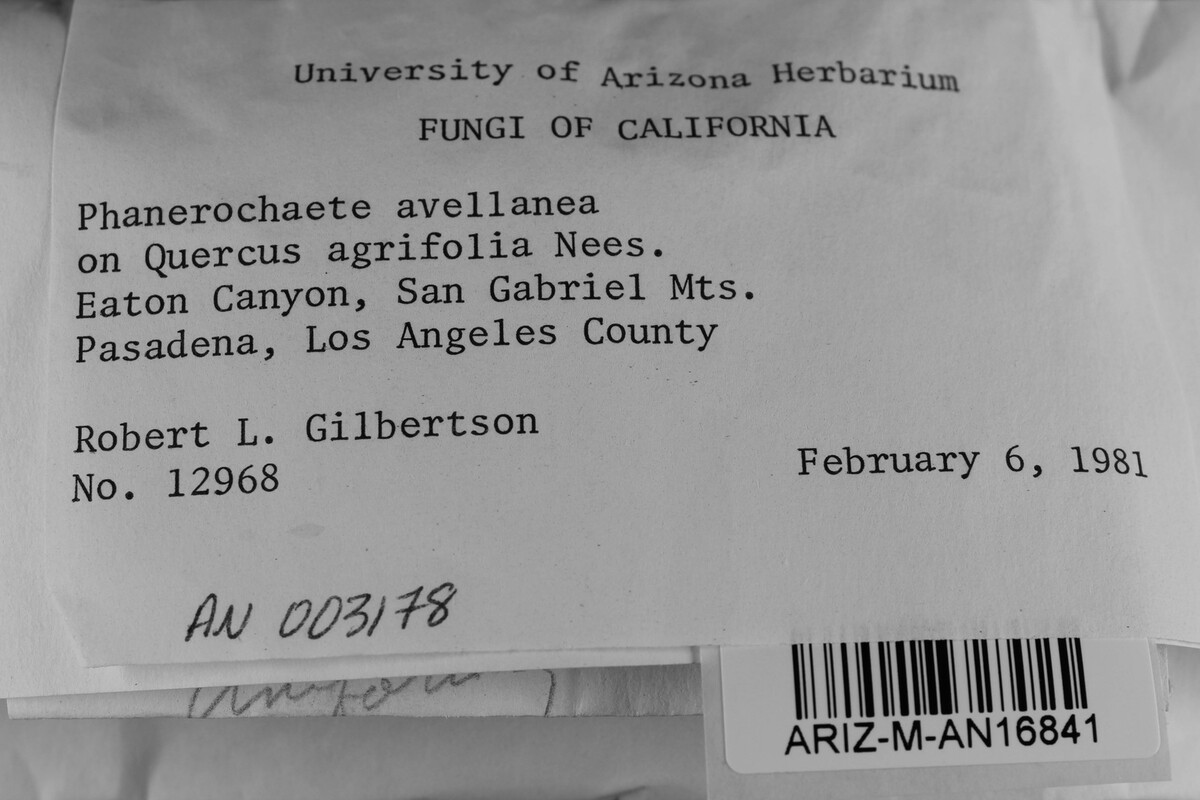 University of Arizona Herbarium
FUNGI OF CALIFORNIA
Phanerochaete avellanea
on Quercus agrifolia Nees.
Eaton Canyon, San Gabriel Mts.
Pasadena, Los Angeles County
Robert L. Gilbertson
No. 12968
February 6, 1981
AN 003178
ARIZ-M-AN16841